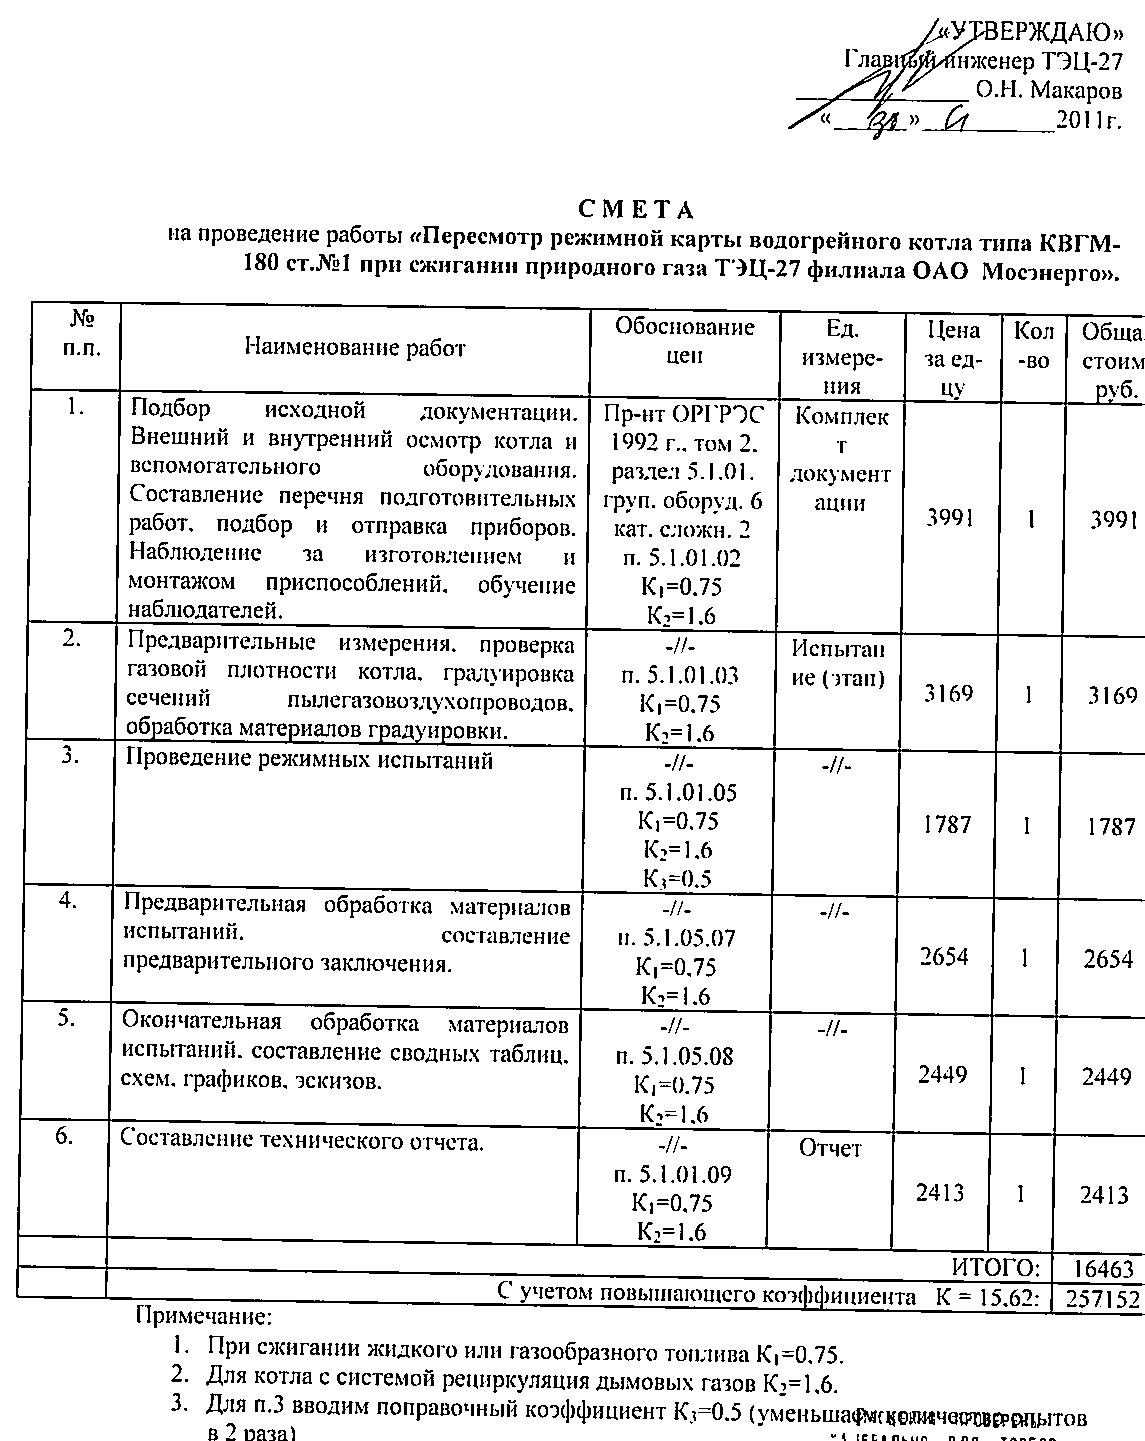 «УТВЕРЖДАЮ»
Главный инженер ТЭЦ-27
О.Н. Макаров
« 31 » 2011г.
С М Е Т А
на проведение работы «Пересмотр режимной карты водогрейного котла типа КВГМ-
180 ст.№1 при сжигании природного газа ТЭЦ-27 филиала ОАО Мосэнерго».
№ п.п.
Наименование работ
Обоснование цен
Ед. измере-ния
Цена за ед-цу
Кол-во
Обща стоим руб.
1.
Подбор исходной документации.
Внешний и внутренний осмотр котла и
вспомогательного оборудования.
Составление перечня подготовительных
работ, подбор и отправка приборов.
Наблюдение за изготовлением и
монтажом приспособлений, обучение
наблюдателей.
Пр-нт ОРГРЭС
1992 г., том 2.
раздел 5.1.01.
груп. оборуд. 6
кат. сложн. 2
п. 5.1.01.02
К₁=0,75
К₂=1,6
Комплек
т
документ
ации
3991
1
3991
2.
Предварительные измерения, проверка
газовой плотности котла, градуировка
сечений пылегазовоздухопроводов,
обработка материалов градуировки.
-//-
п. 5.1.01.03
К₁=0,75
К₂=1,6
Испытан
ие (этап)
3169
1
3169
3.
Проведение режимных испытаний
-//-
п. 5.1.01.05
К₁=0,75
К₂=1,6
К₃=0,5
-//-
1787
1
1787
4.
Предварительная обработка материалов
испытаний, составление
предварительного заключения.
-//-
п. 5.1.05.07
К₁=0,75
К₂=1,6
-//-
2654
1
2654
5.
Окончательная обработка материалов
испытаний, составление сводных таблиц,
схем, графиков, эскизов.
-//-
п. 5.1.05.08
К₁=0,75
К₂=1,6
-//-
2449
1
2449
6.
Составление технического отчета.
-//-
п. 5.1.01.09
К₁=0,75
К₂=1,6
Отчет
2413
1
2413
ИТОГО: 16463
С учетом повышающего коэффициента К = 15,62: 257152
Примечание:
1. При сжигании жидкого или газообразного топлива К₁=0,75.
2. Для котла с системой рециркуляция дымовых газов К₂=1,6.
3. Для п.3 вводим поправочный коэффициент К₃=0,5 (уменьшаем количество опытов
в 2 раза)